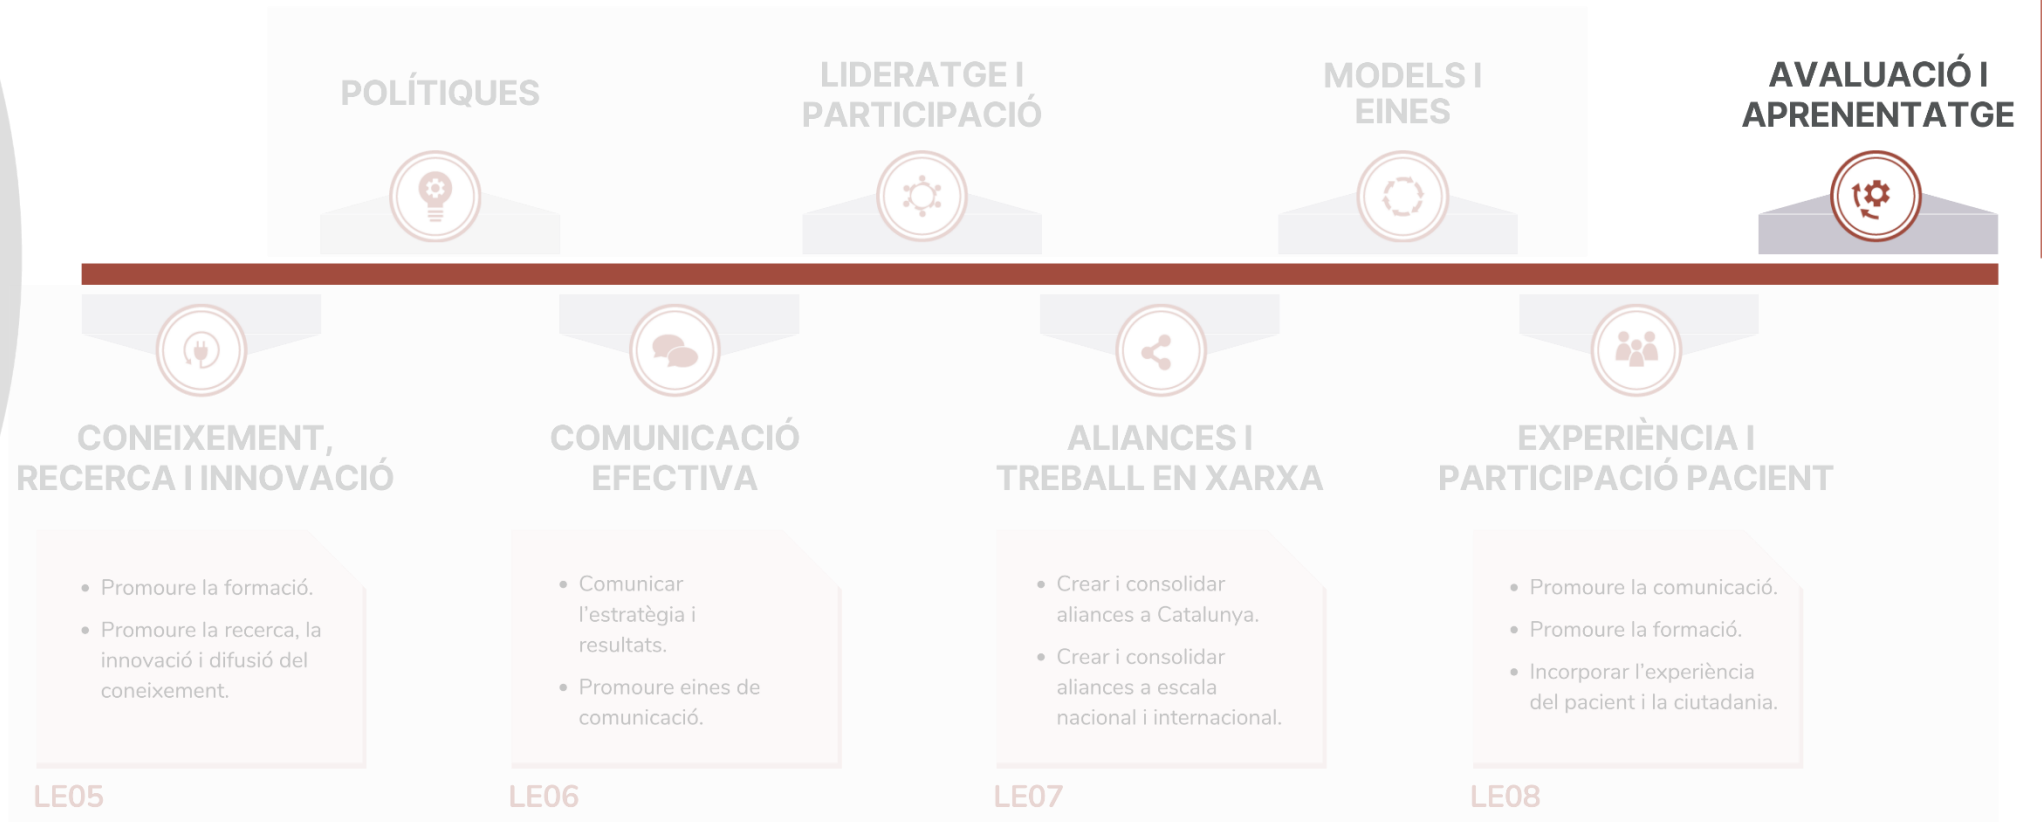 POLÍTIQUES
LIDERATGE I
PARTICIPACIÓ
MODELS I
EINES
AVALUACIÓ I
APRENENTATGE
CONEIXEMENT,
RECERCA I INNOVACIÓ
• Promoure la formació.
• Promoure la recerca, la
innovació i difusió del
coneixement.
LE05
COMUNICACIÓ
EFECTIVA
• Comunicar
l'estratègia i
resultats.
• Promoure eines de
comunicació.
LE06
ALIANCES I
TREBALL EN XARXA
• Crear i consolidar
aliances a Catalunya.
• Crear i consolidar
aliances a escala
nacional i internacional.
LE07
EXPERIÈNCIA I
PARTICIPACIÓ PACIENT
• Promoure la comunicació.
• Promoure la formació.
• Incorporar l'experiència
del pacient i la ciutadania.
LE08